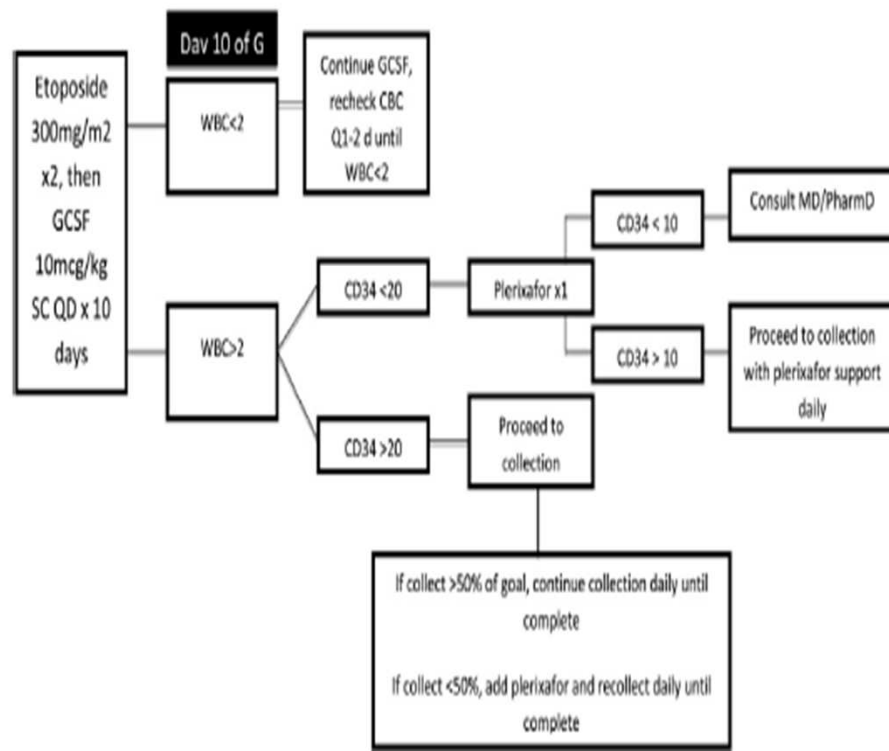 Day 10 of G
Etoposide
300mg/m2
x2, then
GCSF
10mcg/kg
SC QD x 10
days
WBC<2
Continue GCSF,
recheck CBC
Q1-2 d until
WBC<2
WBC>2
CD34 <20
Plerixafor x1
CD34 < 10
Consult MD/PharmD
CD34 > 10
Proceed to collection
with plerixafor support
daily
CD34 >20
Proceed to
collection
If collect >50% of goal, continue collection daily until
complete
If collect <50%, add plerixafor and recollect daily until
complete